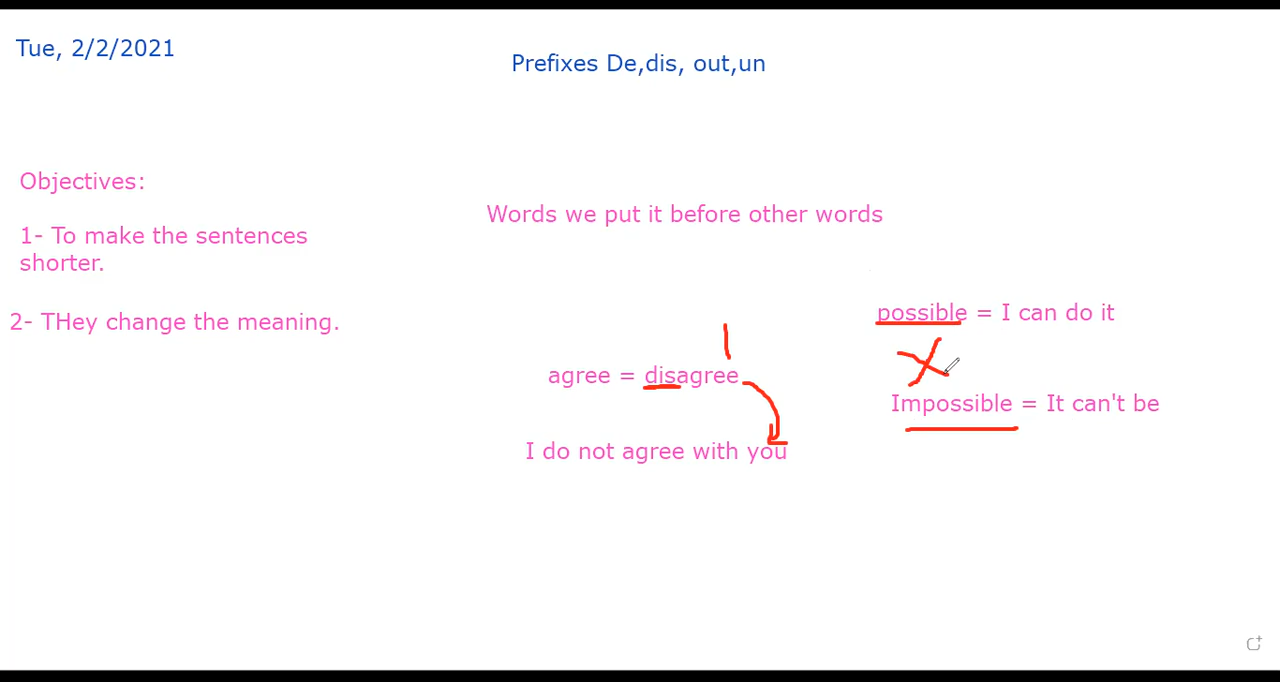 Tue, 2/2/2021
Prefixes De,dis, out,un
Objectives:
1- To make the sentences
shorter.
2- THey change the meaning.
Words we put it before other words
agree = disagree
I do not agree with you
possible = I can do it
Impossible = It can't be